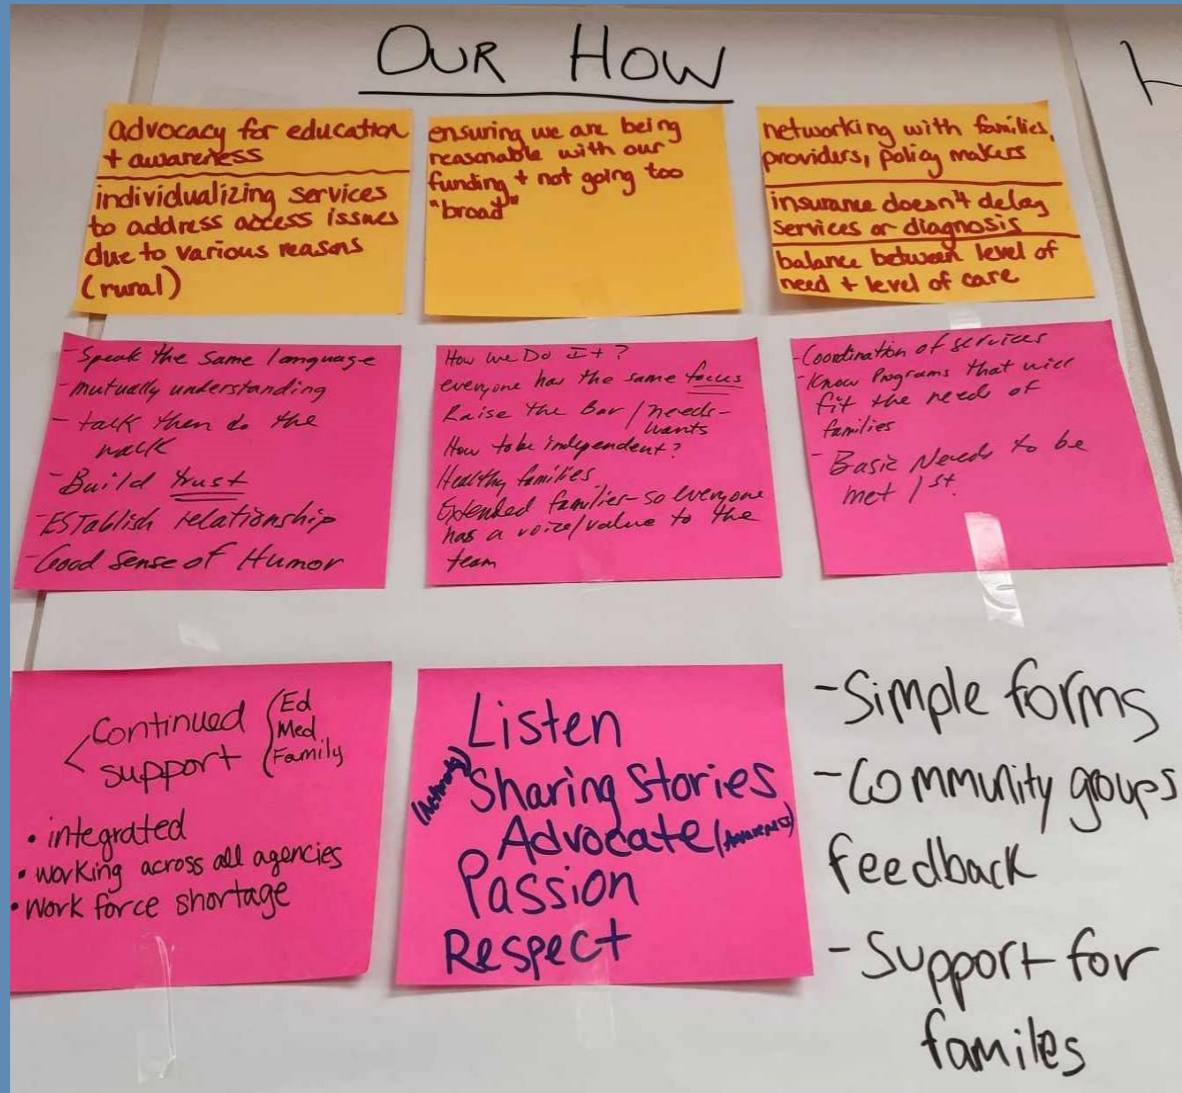 OUR HOW
advocacy for education
+ awareness
individualizing services
to address access issues
due to various reasons
(rural)
ensuring we are being
reasonable with our
funding + not going too
"broad"
networking with families,
providers, policy makers
insurance doesn't delay
services or diagnosis
balance between level of
need + level of care
- Speak the same language
- mutually understanding
- talk then do the
walk
- Build trust
- ESTablish relationship
- Good Sense of Humor
How we Do It?
everyone has the same focus
Raise the Bar / needs-
wants
How to be independent?
Healthy families
Extended families - so everyone
has a voice/value to the
team
- Coordination of services
- Know Programs that will
fit the need of
families
- Basic Needs to be
met 1st.
Continued
support
Ed
Med
Family
• integrated
• working across all agencies
• work force shortage
Listen
Sharing Stories
Advocate
Passion
Respect
- Simple forms
- Community groups
feedback
- Support for
familes